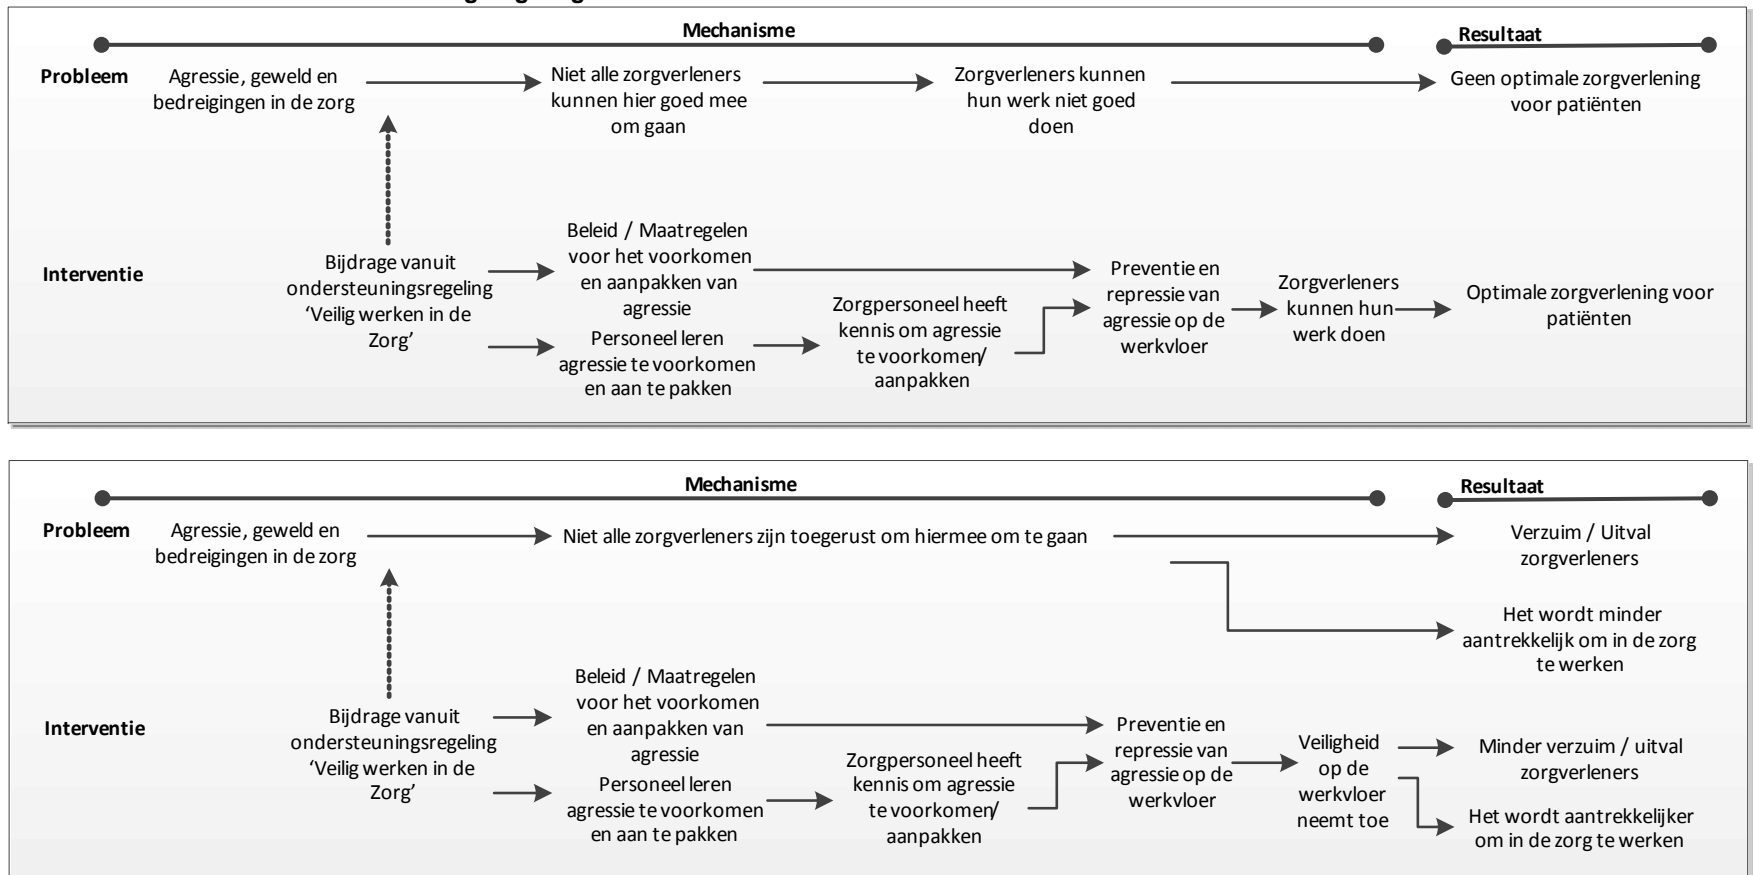 Mechanisme
Resultaat
Probleem
Agressie, geweld en
bedreigingen in de zorg
Niet alle zorgverleners
kunnen hier goed mee
om gaan
Zorgverleners kunnen
hun werk niet goed
doen
Geen optimale zorgverlening
voor patiënten
Interventie
Bijdrage vanuit
ondersteuningsregeling
‘Veilig werken in de
Zorg’
Beleid / Maatregelen
voor het voorkomen
en aanpakken van
agressie
Personeel leren
agressie te voorkomen
en aan te pakken
Zorgpersoneel heeft
kennis om agressie
te voorkomen/
aanpakken
Preventie en
repressie van
agressie op de
werkvloer
Zorgverleners
kunnen hun
werk doen
Optimale zorgverlening voor
patiënten
Mechanisme
Resultaat
Probleem
Agressie, geweld en
bedreigingen in de zorg
Niet alle zorgverleners zijn toegerust om hiermee om te gaan
Verzuim / Uitval
zorgverleners
Het wordt minder
aantrekkelijk om in de zorg
te werken
Interventie
Bijdrage vanuit
ondersteuningsregeling
‘Veilig werken in de
Zorg’
Beleid / Maatregelen
voor het voorkomen
en aanpakken van
agressie
Personeel leren
agressie te voorkomen
en aan te pakken
Zorgpersoneel heeft
kennis om agressie
te voorkomen/
aanpakken
Preventie en
repressie van
agressie op de
werkvloer
Veiligheid
op de
werkvloer
neemt toe
Minder verzuim / uitval
zorgverleners
Het wordt aantrekkelijker
om in de zorg te werken